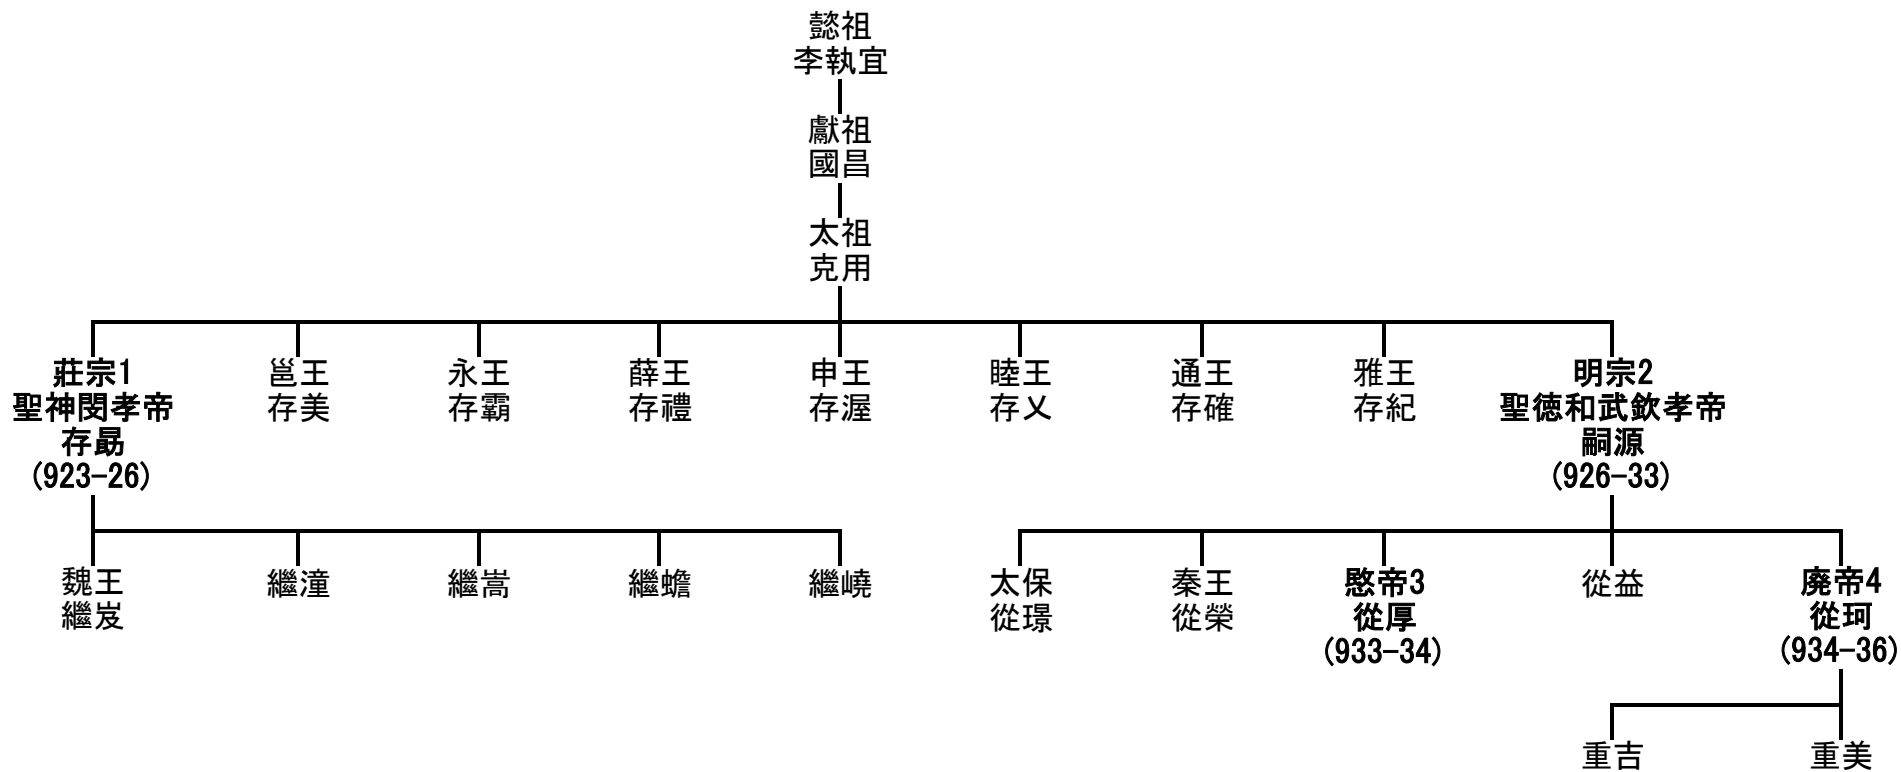 懿祖
李執宜
獻祖
國昌
太祖
克用
莊宗1
聖神閔孝帝
存勗
(923-26)
邕王
存美
永王
存霸
薛王
存禮
申王
存渥
睦王
存乂
通王
存確
雅王
存紀
明宗2
聖徳和武欽孝帝
嗣源
(926-33)
魏王
繼岌
繼潼
繼嵩
繼蟾
繼嶢
太保
從璟
秦王
從榮
愍帝3
從厚
(933-34)
從益
廃帝4
從珂
(934-36)
重吉
重美